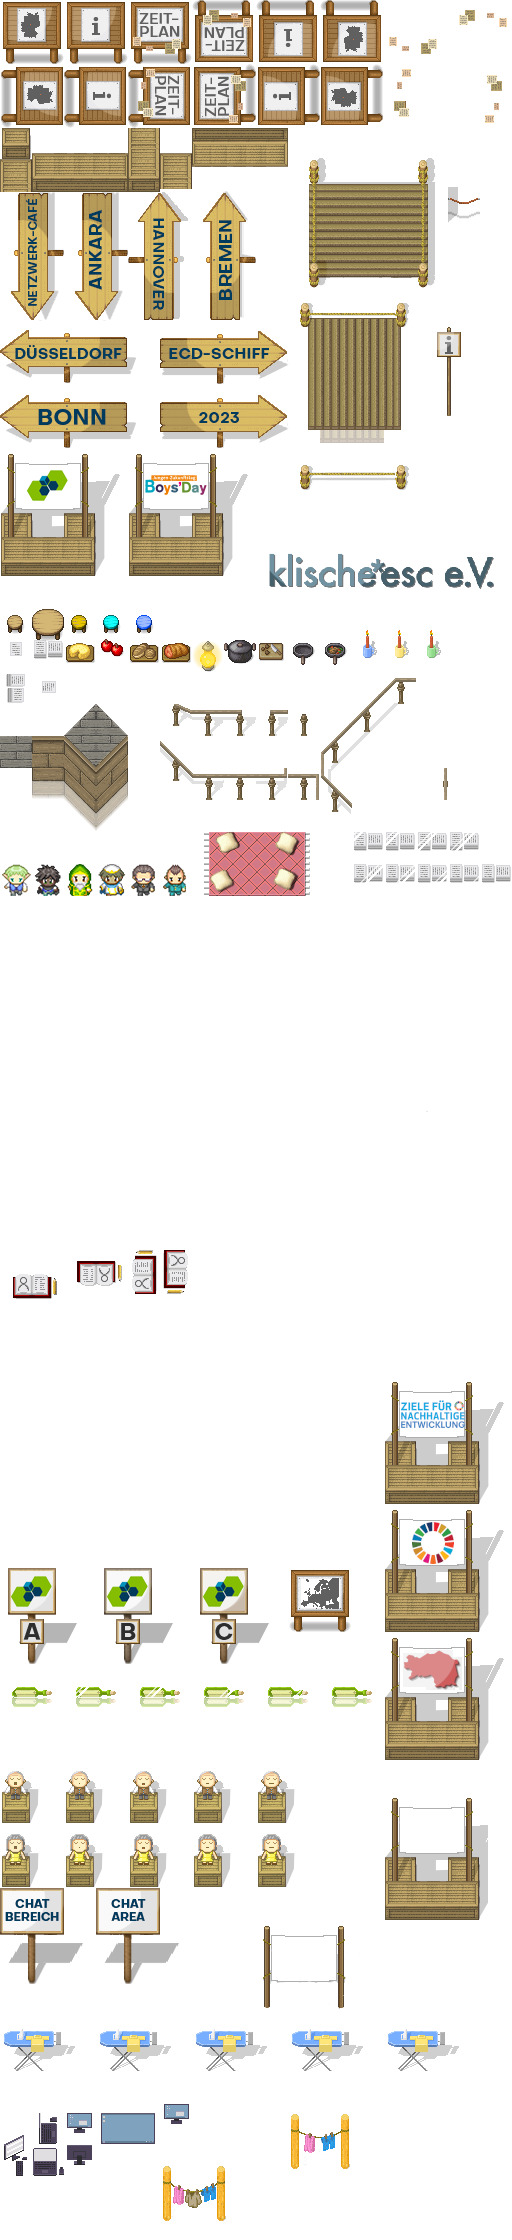 i
ZEIT-
PLAN
ZEIT-
PLAN
i
i
ZEIT-
PLAN
ZEIT-
PLAN
i
NETZWERK-CAFÉ
ANKARA
HANNOVER
BREMEN
i
DÜSSELDORF
ECD-SCHIFF
BONN
2023
Boys'Day
klische*esc e.V.
ZIELE FÜR
NACHHALTIGE
ENTWICKLUNG
A
B
C
CHAT
BEREICH
CHAT
AREA